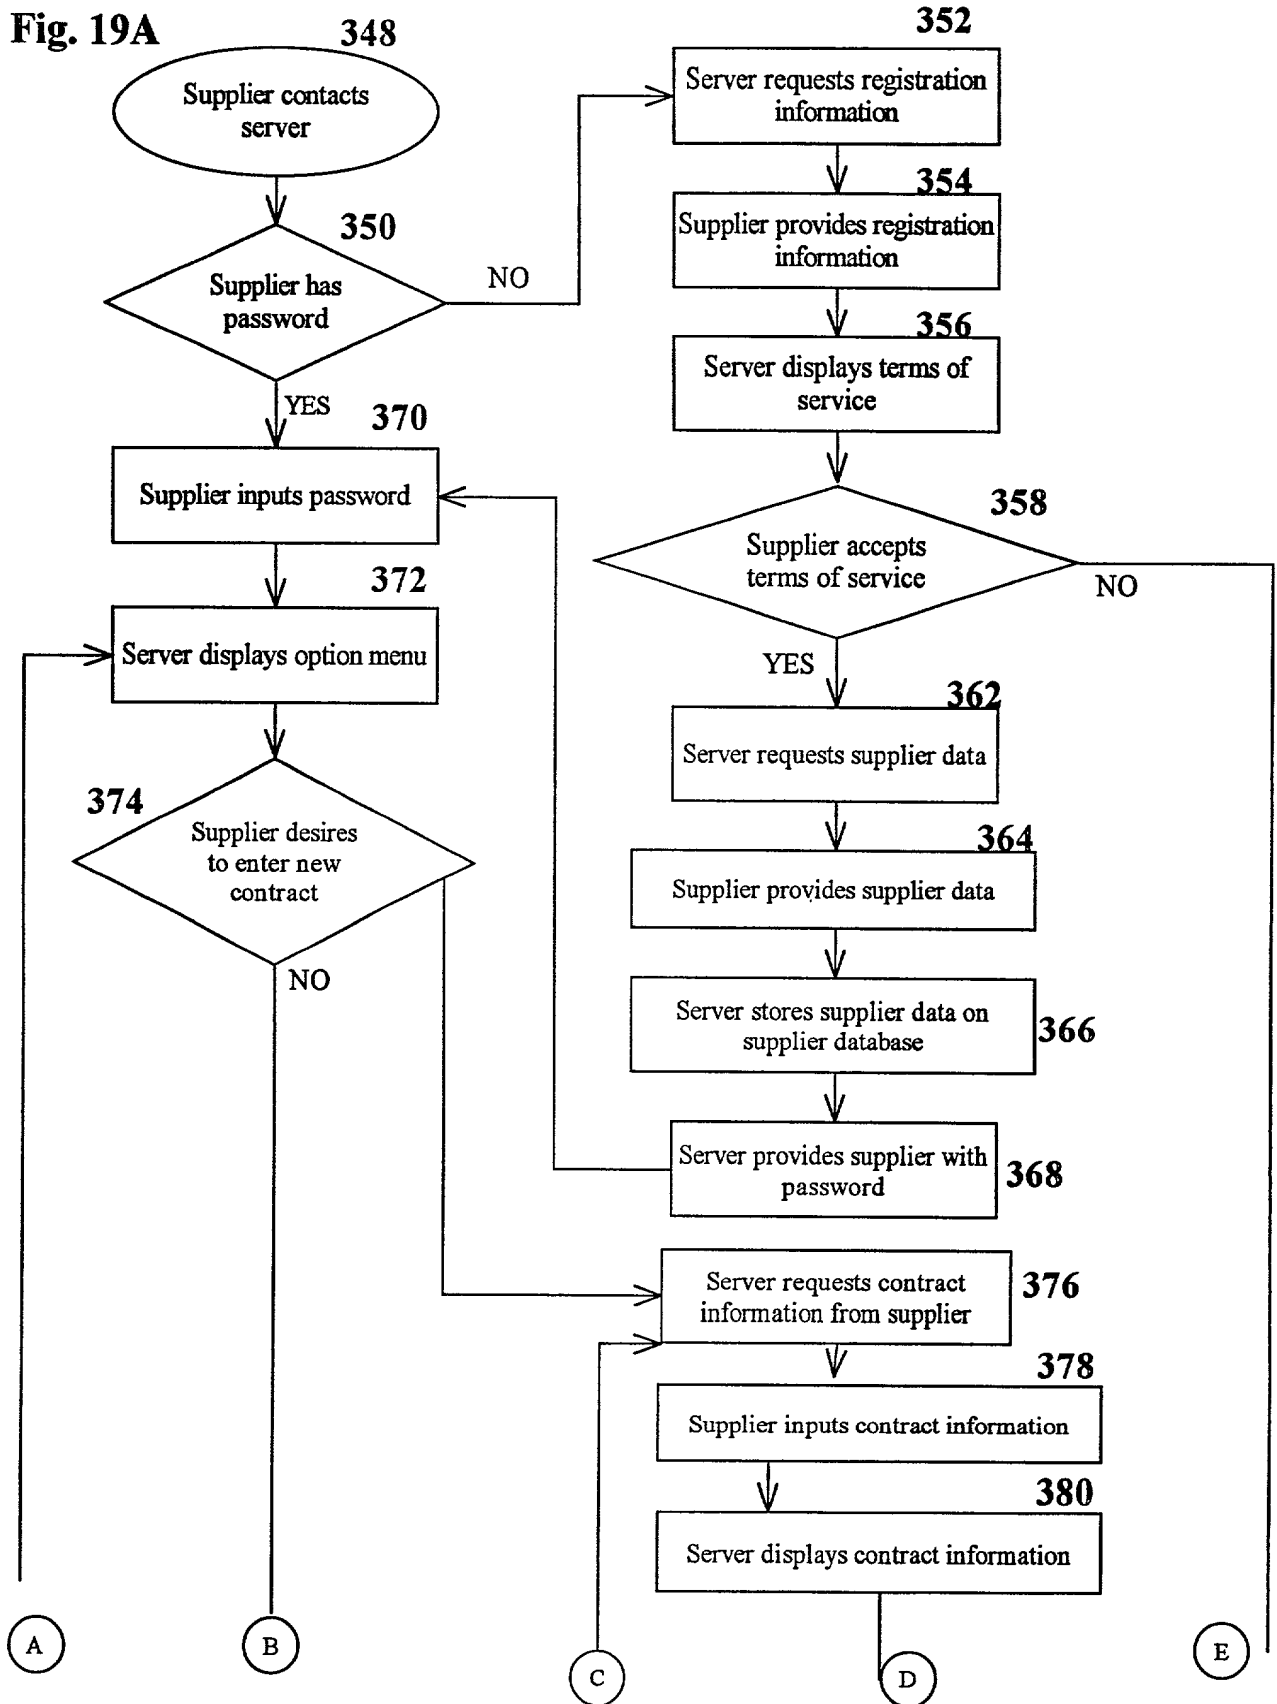 Fig. 19A
348
Supplier contacts
server
350
Supplier has
password
NO
YES
352
Server requests registration
information
354
Supplier provides registration
information
356
Server displays terms of
service
358
Supplier accepts
terms of service
NO
YES
362
Server requests supplier data
364
Supplier provides supplier data
Server stores supplier data on
supplier database
366
Server provides supplier with
password
368
370
Supplier inputs password
372
Server displays option menu
374
Supplier desires
to enter new
contract
NO
Server requests contract
information from supplier
376
378
Supplier inputs contract information
380
Server displays contract information
A
B
C
D
E